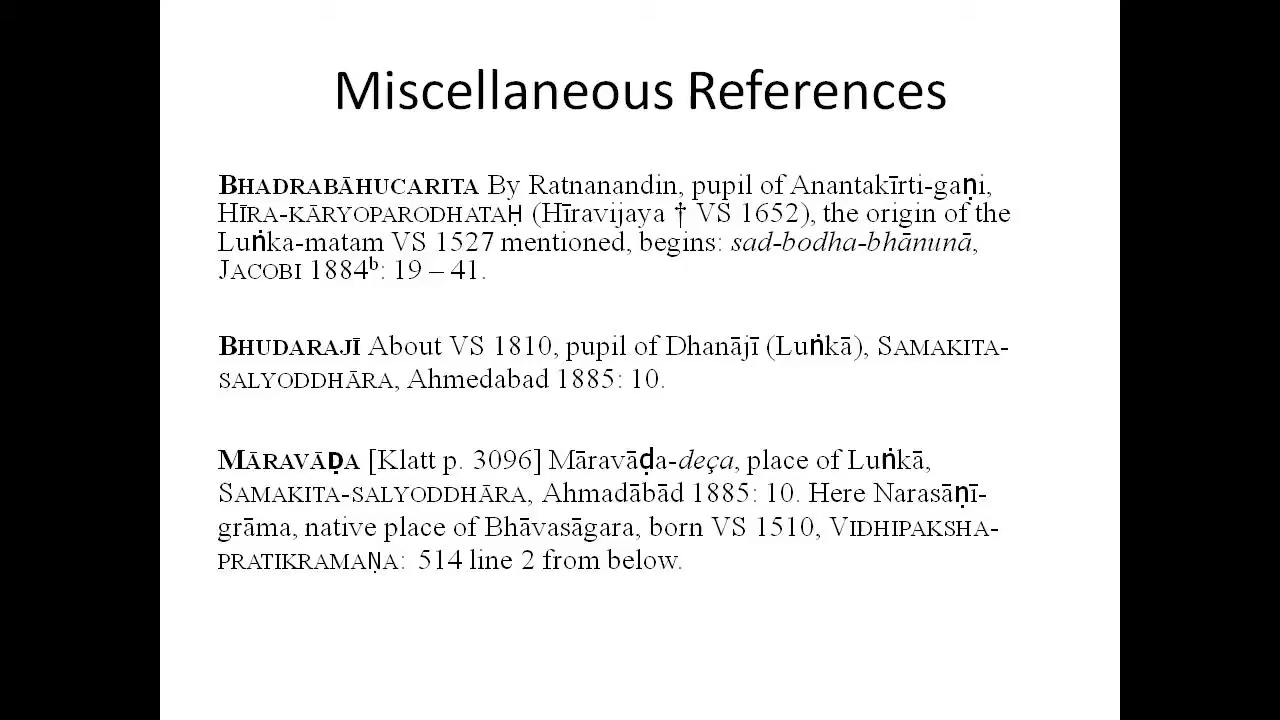 Miscellaneous References
BHADRABĀHUCARITA By Ratnanandin, pupil of Anantakīrti-gaṇi,
HĪRA-KĀRYOPARODHATAḤ (Hīravijaya † VS 1652), the origin of the
Luṅka-matam VS 1527 mentioned, begins: sad-bodha-bhānunā,
JACOBI 1884ᵇ: 19 – 41.
BHUDARAJĪ About VS 1810, pupil of Dhanājī (Luṅkā), SAMAKITA-
SALYODDHĀRA, Ahmedabad 1885: 10.
MĀRAVĀḌA [Klatt p. 3096] Māravāḍa-deça, place of Luṅkā,
SAMAKITA-SALYODDHĀRA, Ahmadābād 1885: 10. Here Narasāṇī-
grāma, native place of Bhāvasāgara, born VS 1510, VIDHIPAKSHA-
PRATIKRAMAṆA: 514 line 2 from below.